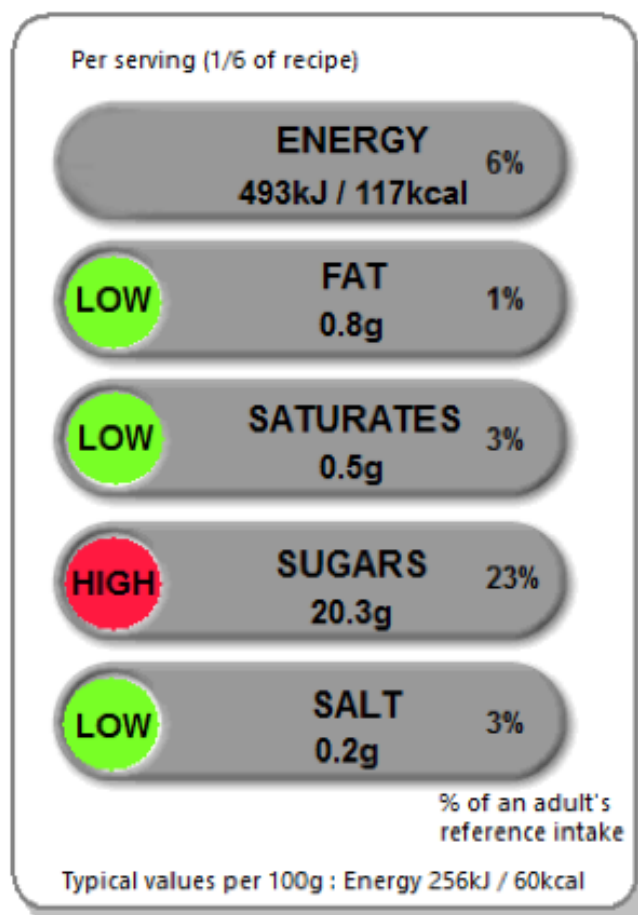 Per serving (1/6 of recipe)
ENERGY
493kJ / 117kcal
6%
LOW
FAT
0.8g
1%
LOW
SATURATES
0.5g
3%
HIGH
SUGARS
20.3g
23%
LOW
SALT
0.2g
3%
% of an adult's
reference intake
Typical values per 100g : Energy 256kJ / 60kcal